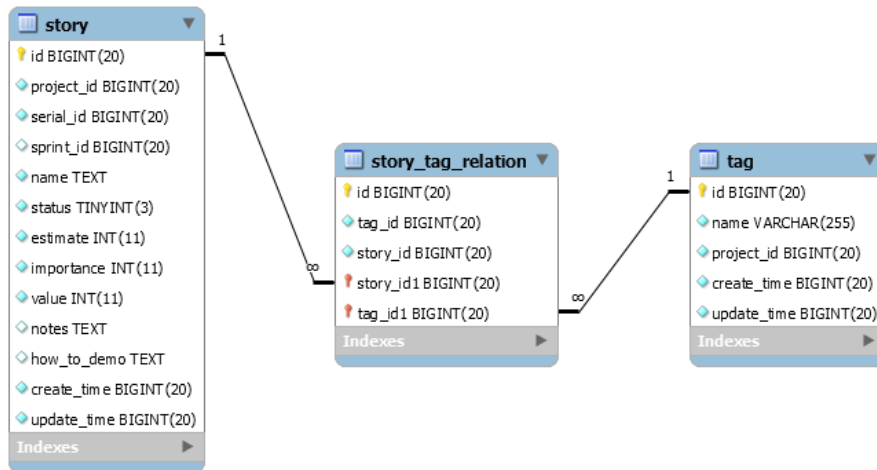 story
id BIGINT(20)
project_id BIGINT(20)
serial_id BIGINT(20)
sprint_id BIGINT(20)
name TEXT
status TINYINT(3)
estimate INT(11)
importance INT(11)
value INT(11)
notes TEXT
how_to_demo TEXT
create_time BIGINT(20)
update_time BIGINT(20)
Indexes
1
∞
story_tag_relation
id BIGINT(20)
tag_id BIGINT(20)
story_id BIGINT(20)
story_id1 BIGINT(20)
tag_id1 BIGINT(20)
Indexes
∞
1
tag
id BIGINT(20)
name VARCHAR(255)
project_id BIGINT(20)
create_time BIGINT(20)
update_time BIGINT(20)
Indexes